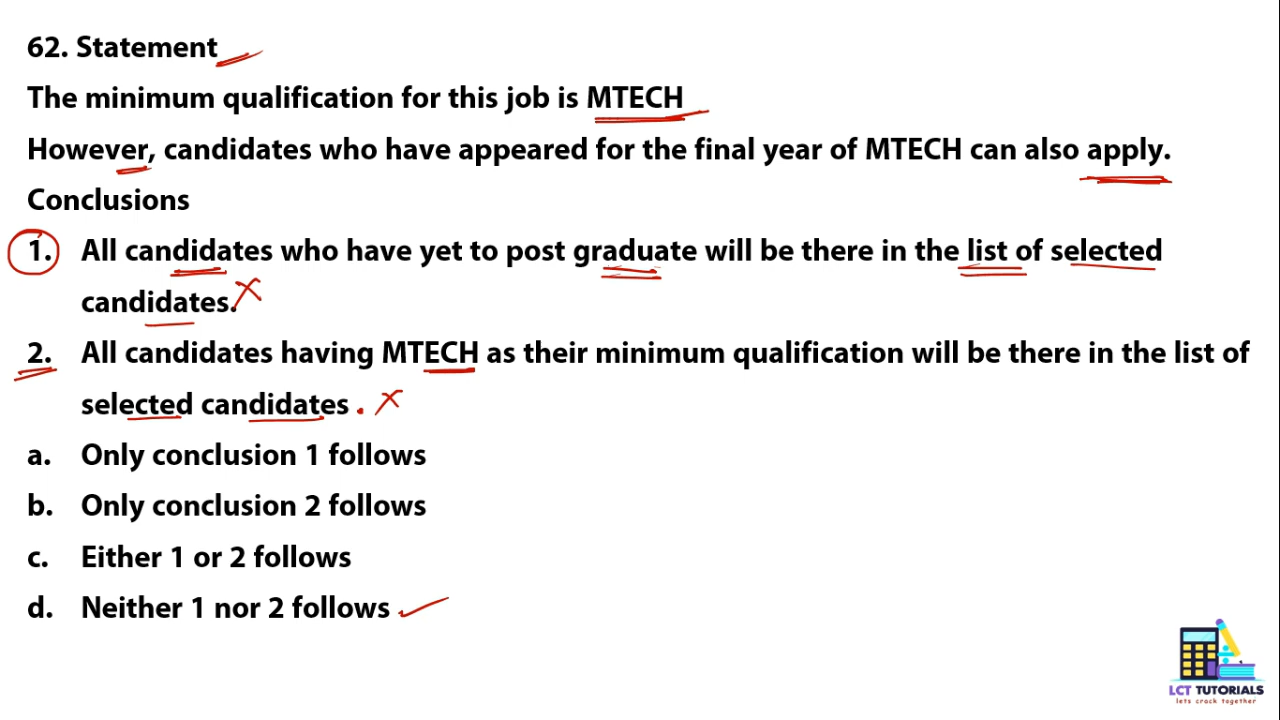 62. Statement
The minimum qualification for this job is MTECH
However, candidates who have appeared for the final year of MTECH can also apply.
Conclusions
1. All candidates who have yet to post graduate will be there in the list of selected
candidates.
2. All candidates having MTECH as their minimum qualification will be there in the list of
selected candidates .
a. Only conclusion 1 follows
b. Only conclusion 2 follows
c. Either 1 or 2 follows
d. Neither 1 nor 2 follows
LCT TUTORIALS
lets crack together